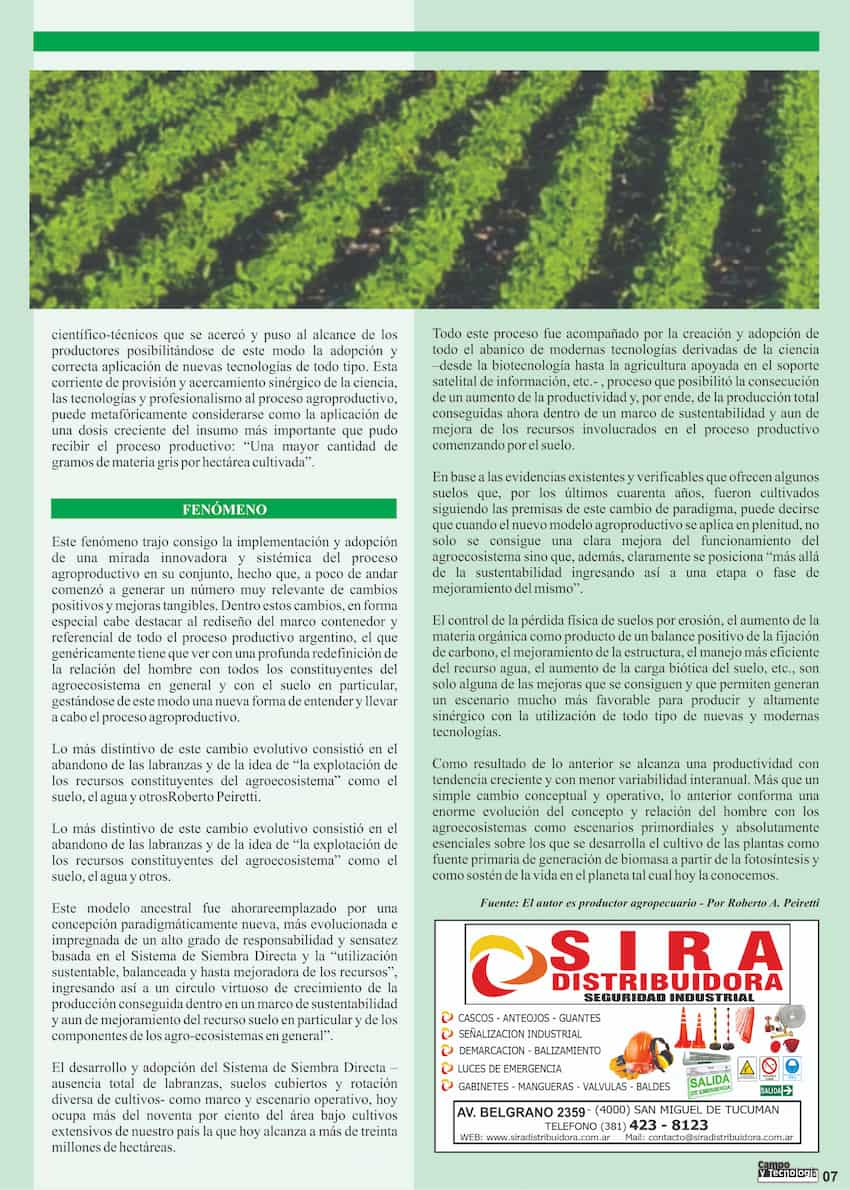 científico-técnicos que se acercó y puso al alcance de los
productores posibilitándose de este modo la adopción y
correcta aplicación de nuevas tecnologías de todo tipo. Esta
corriente de provisión y acercamiento sinérgico de la ciencia,
las tecnologías y profesionalismo al proceso agroproductivo,
puede metafóricamente considerarse como la aplicación de
una dosis creciente del insumo más importante que pudo
recibir el proceso productivo: “Una mayor cantidad de
gramos de materia gris por hectárea cultivada”.
FENÓMENO
Este fenómeno trajo consigo la implementación y adopción
de una mirada innovadora y sistémica del proceso
agroproductivo en su conjunto, hecho que, a poco de andar
comenzó a generar un número muy relevante de cambios
positivos y mejoras tangibles. Dentro estos cambios, en forma
especial cabe destacar al rediseño del marco contenedor y
referencial de todo el proceso productivo argentino, el que
genéricamente tiene que ver con una profunda redefinición de
la relación del hombre con todos los constituyentes del
agroecosistema en general y con el suelo en particular,
gestándose de este modo una nueva forma de entender y llevar
a cabo el proceso agroproductivo.
Lo más distintivo de este cambio evolutivo consistió en el
abandono de las labranzas y de la idea de “la explotación de
los recursos constituyentes del agroecosistema” como el
suelo, el agua y otrosRoberto Peiretti.
Lo más distintivo de este cambio evolutivo consistió en el
abandono de las labranzas y de la idea de “la explotación de
los recursos constituyentes del agroecosistema” como el
suelo, el agua y otros.
Este modelo ancestral fue ahorareemplazado por una
concepción paradigmáticamente nueva, más evolucionada e
impregnada de un alto grado de responsabilidad y sensatez
basada en el Sistema de Siembra Directa y la “utilización
sustentable, balanceada y hasta mejoradora de los recursos”,
ingresando así a un circulo virtuoso de crecimiento de la
producción conseguida dentro en un marco de sustentabilidad
y aun de mejoramiento del recurso suelo en particular y de los
componentes de los agro-ecosistemas en general”.
El desarrollo y adopción del Sistema de Siembra Directa –
ausencia total de labranzas, suelos cubiertos y rotación
diversa de cultivos- como marco y escenario operativo, hoy
ocupa más del noventa por ciento del área bajo cultivos
extensivos de nuestro país la que hoy alcanza a más de treinta
millones de hectáreas.
Todo este proceso fue acompañado por la creación y adopción de
todo el abanico de modernas tecnologías derivadas de la ciencia
–desde la biotecnología hasta la agricultura apoyada en el soporte
satelital de información, etc.- , proceso que posibilitó la consecución
de un aumento de la productividad y, por ende, de la producción total
conseguidas ahora dentro de un marco de sustentabilidad y aun de
mejora de los recursos involucrados en el proceso productivo
comenzando por el suelo.
En base a las evidencias existentes y verificables que ofrecen algunos
suelos que, por los últimos cuarenta años, fueron cultivados
siguiendo las premisas de este cambio de paradigma, puede decirse
que cuando el nuevo modelo agroproductivo se aplica en plenitud, no
solo se consigue una clara mejora del funcionamiento del
agroecosistema sino que, además, claramente se posiciona “más allá
de la sustentabilidad ingresando así a una etapa o fase de
mejoramiento del mismo”.
El control de la pérdida física de suelos por erosión, el aumento de la
materia orgánica como producto de un balance positivo de la fijación
de carbono, el mejoramiento de la estructura, el manejo más eficiente
del recurso agua, el aumento de la carga biótica del suelo, etc., son
solo alguna de las mejoras que se consiguen y que permiten generan
un escenario mucho más favorable para producir y altamente
sinérgico con la utilización de todo tipo de nuevas y modernas
tecnologías.
Como resultado de lo anterior se alcanza una productividad con
tendencia creciente y con menor variabilidad interanual. Más que un
simple cambio conceptual y operativo, lo anterior conforma una
enorme evolución del concepto y relación del hombre con los
agroecosistemas como escenarios primordiales y absolutamente
esenciales sobre los que se desarrolla el cultivo de las plantas como
fuente primaria de generación de biomasa a partir de la fotosíntesis y
como sostén de la vida en el planeta tal cual hoy la conocemos.
Fuente: El autor es productor agropecuario - Por Roberto A. Peiretti
SIRA
DISTRIBUIDORA
SEGURIDAD INDUSTRIAL
CASCOS - ANTEOJOS - GUANTES
SEÑALIZACION INDUSTRIAL
DEMARCACION - BALIZAMIENTO
LUCES DE EMERGENCIA
GABINETES - MANGUERAS - VALVULAS - BALDES
SALIDA
DE EMERGENCIA
SALIDA
AV. BELGRANO 2359 - (4000) SAN MIGUEL DE TUCUMAN
TELEFONO (381) 423 - 8123
WEB: www.siradistribuidora.com.ar Mail: contacto@siradistribuidora.com.ar
Campo
y Tecnología
07